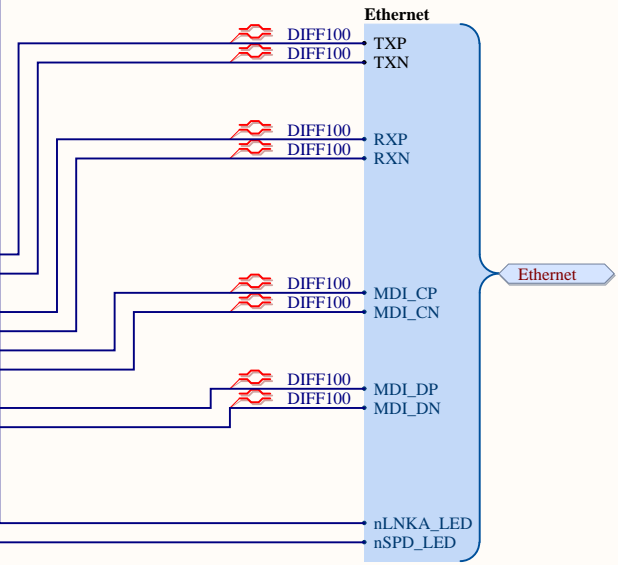 Ethernet
DIFF100 TXP
DIFF100 TXN
DIFF100 RXP
DIFF100 RXN
Ethernet
DIFF100 MDI_CP
DIFF100 MDI_CN
DIFF100 MDI_DP
DIFF100 MDI_DN
nLNKA_LED
nSPD_LED